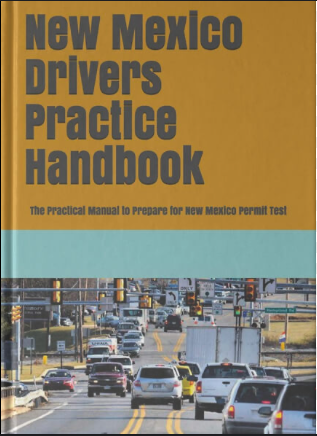 New Mexico
Drivers
Practice
Handbook
The Practical Manual to Prepare for New Mexico Permit Test